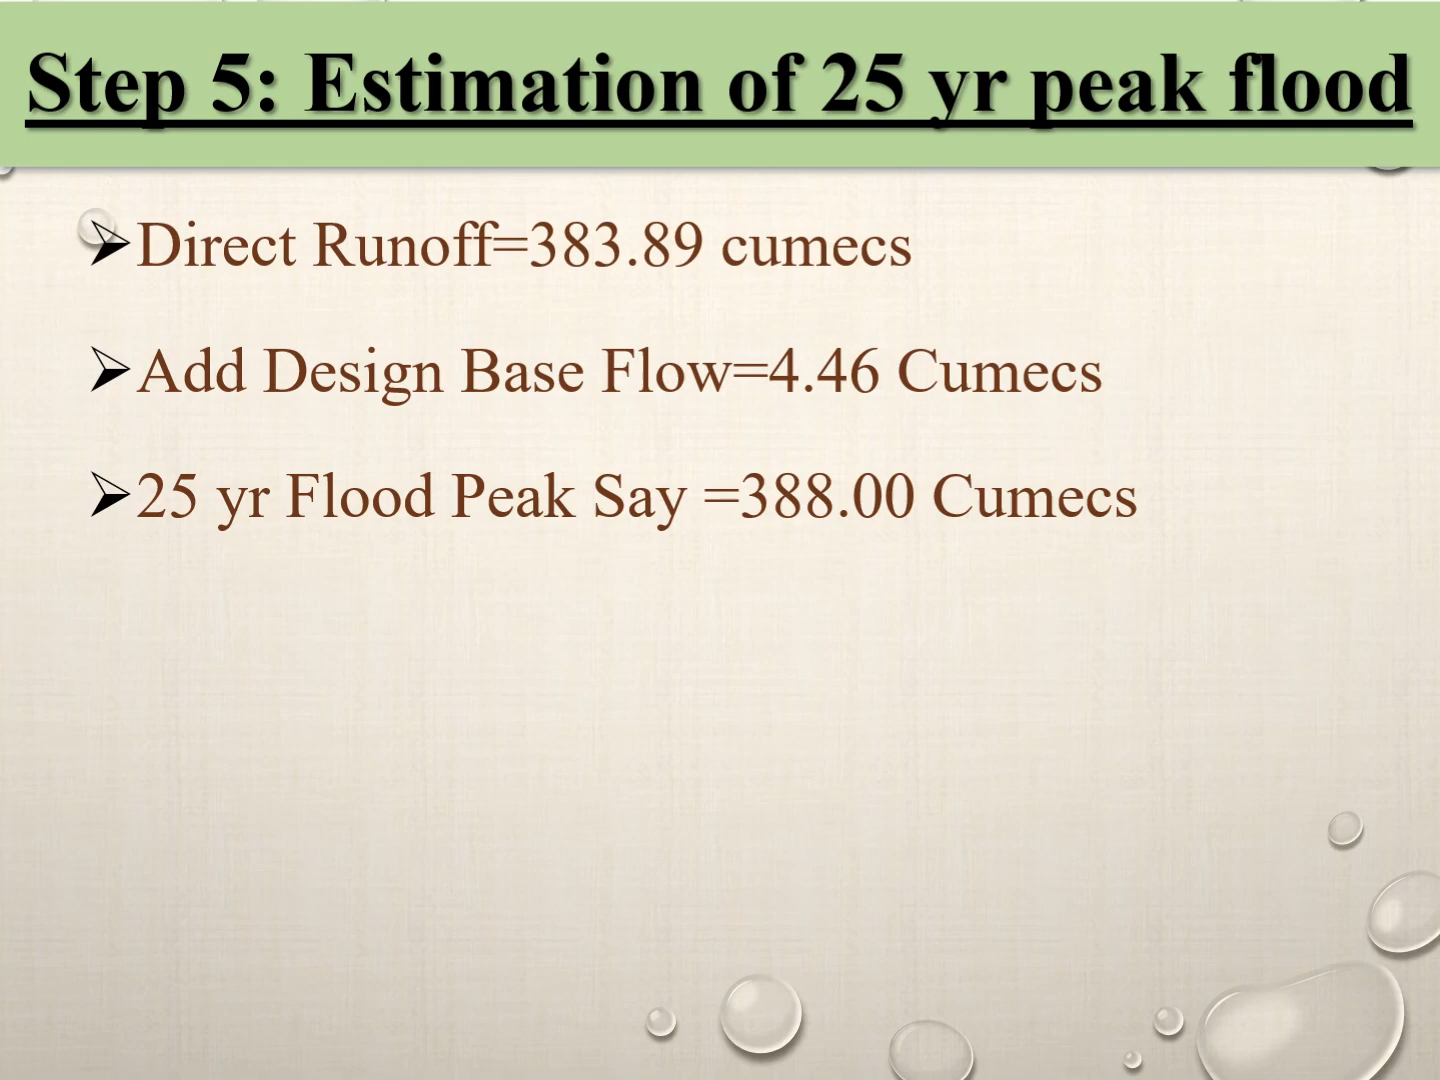 Step 5: Estimation of 25 yr peak flood
Direct Runoff=383.89 cumecs
Add Design Base Flow=4.46 Cumecs
25 yr Flood Peak Say =388.00 Cumecs